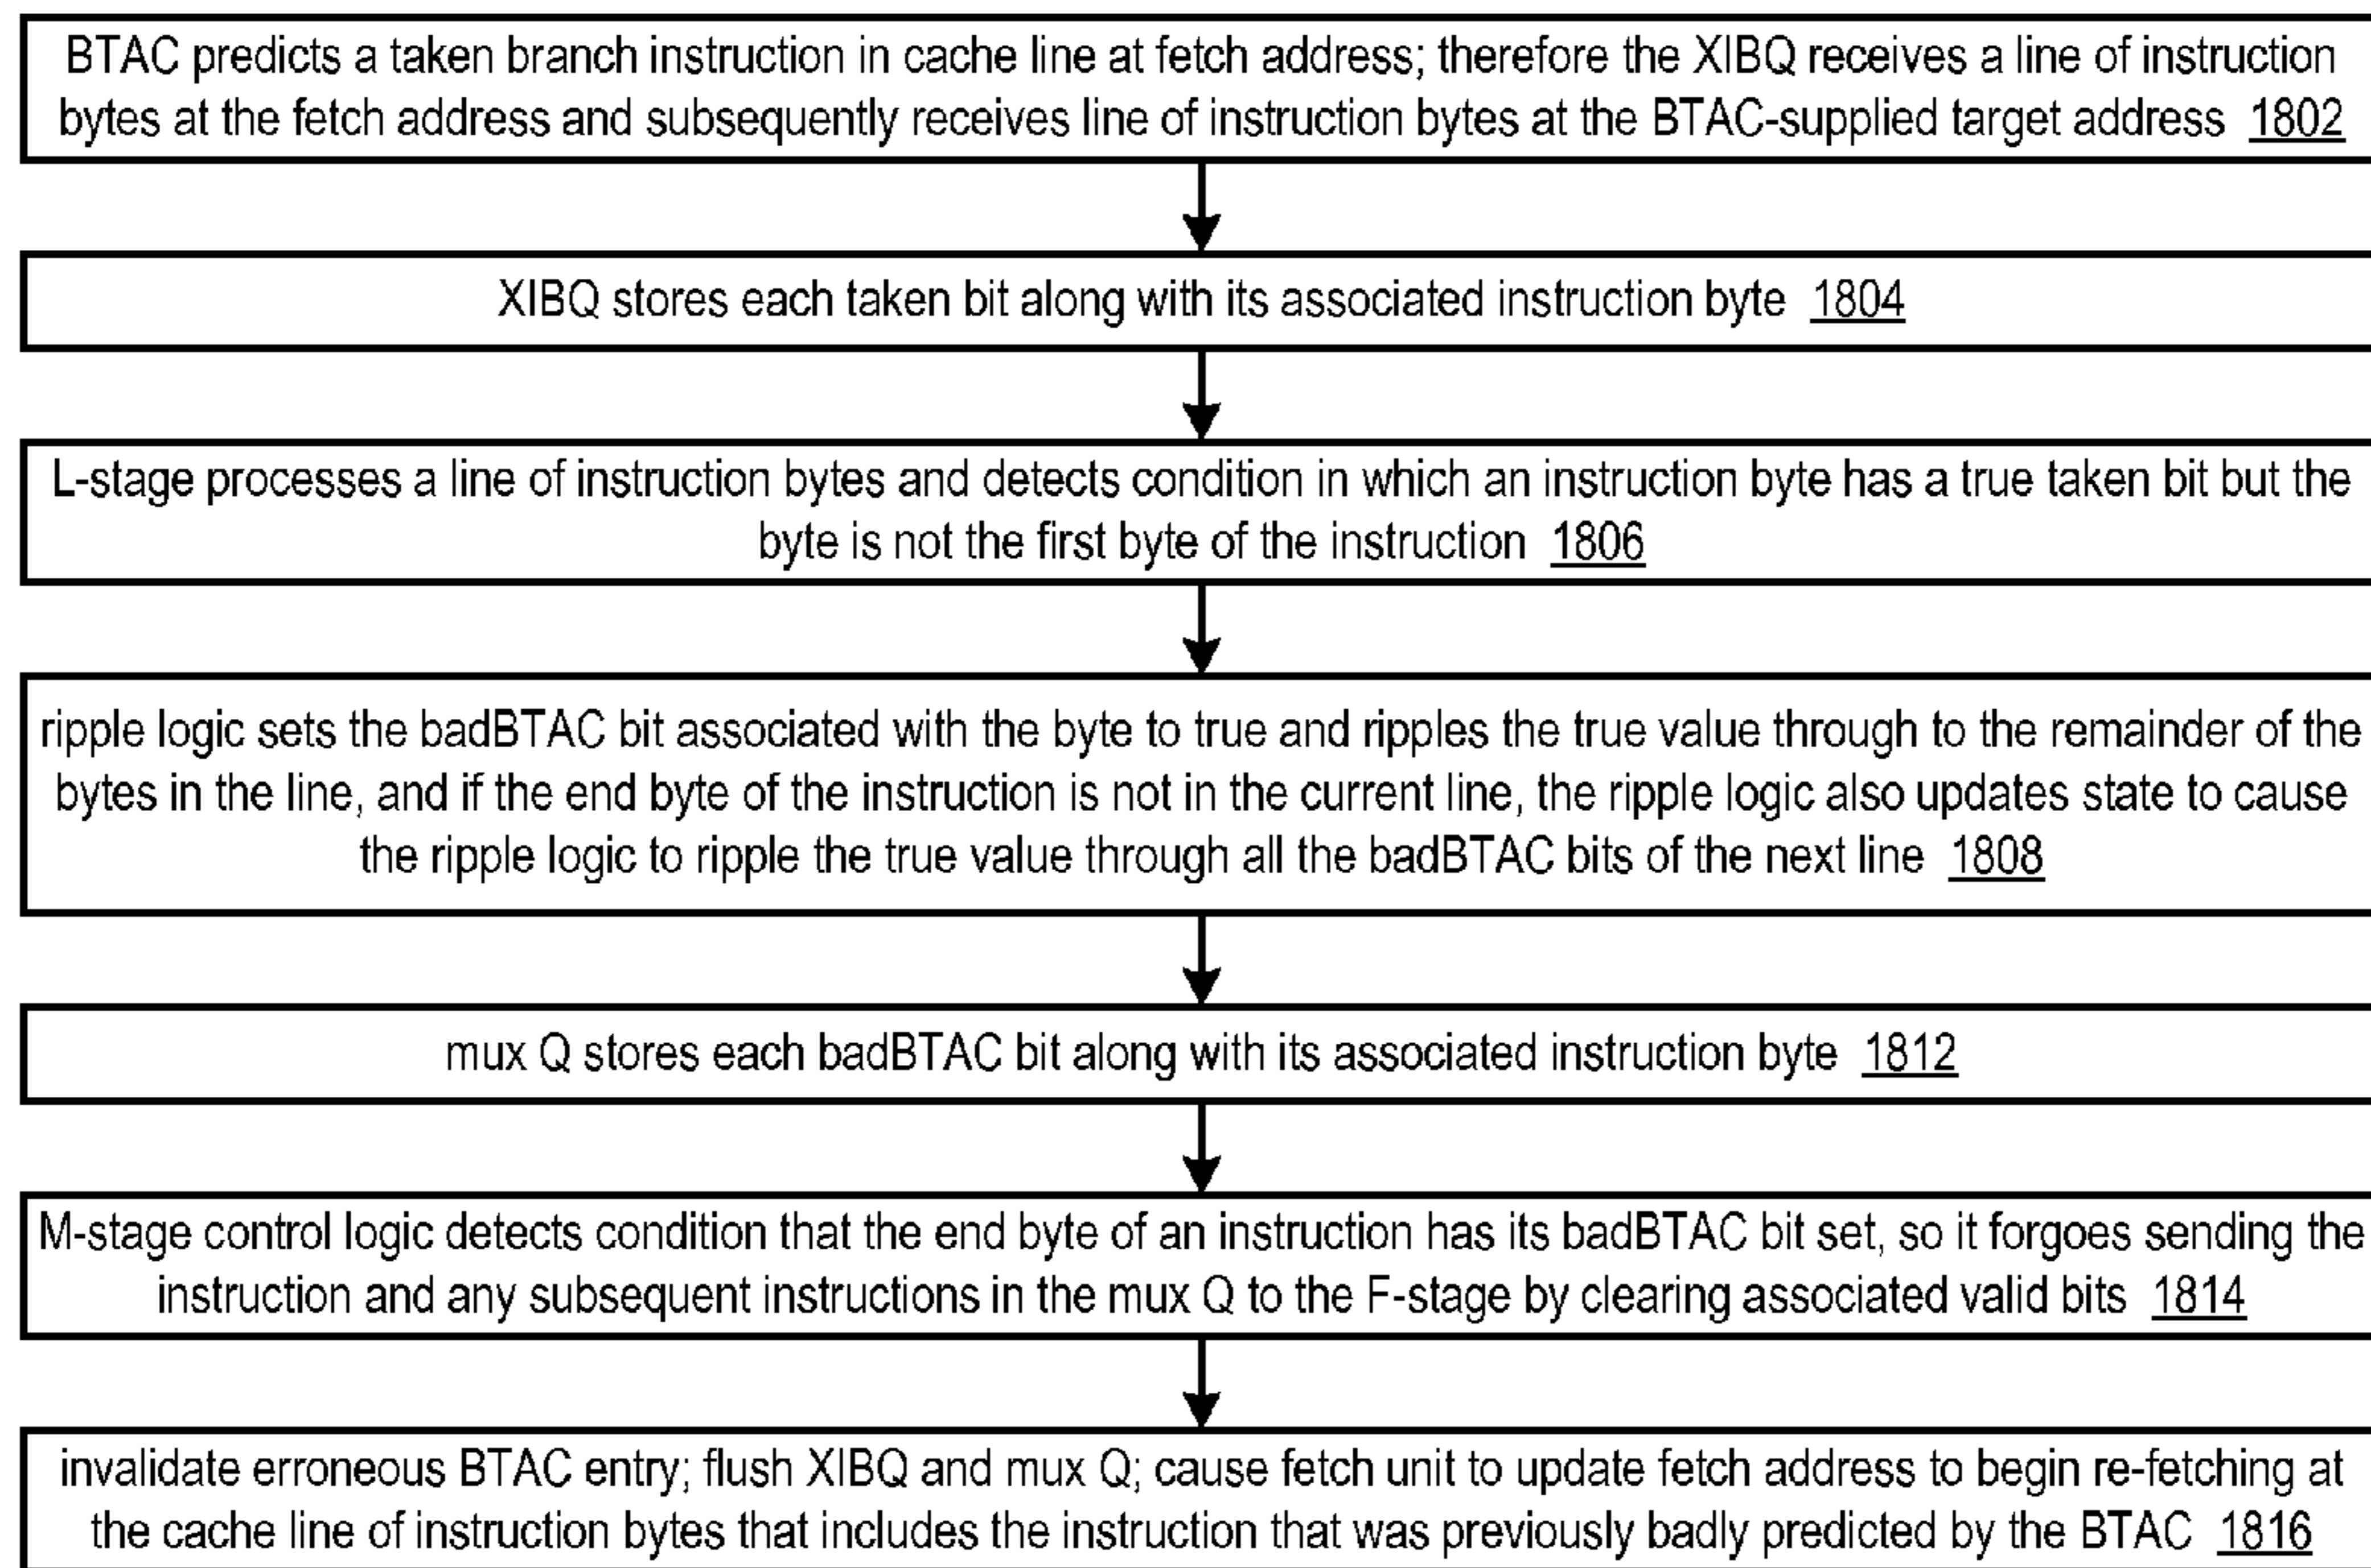 BTAC predicts a taken branch instruction in cache line at fetch address; therefore the XIBQ receives a line of instruction
bytes at the fetch address and subsequently receives line of instruction bytes at the BTAC-supplied target address 1802
XIBQ stores each taken bit along with its associated instruction byte 1804
L-stage processes a line of instruction bytes and detects condition in which an instruction byte has a true taken bit but the
byte is not the first byte of the instruction 1806
ripple logic sets the badBTAC bit associated with the byte to true and ripples the true value through to the remainder of the
bytes in the line, and if the end byte of the instruction is not in the current line, the ripple logic also updates state to cause
the ripple logic to ripple the true value through all the badBTAC bits of the next line 1808
mux Q stores each badBTAC bit along with its associated instruction byte 1812
M-stage control logic detects condition that the end byte of an instruction has its badBTAC bit set, so it forgoes sending the
instruction and any subsequent instructions in the mux Q to the F-stage by clearing associated valid bits 1814
invalidate erroneous BTAC entry; flush XIBQ and mux Q; cause fetch unit to update fetch address to begin re-fetching at
the cache line of instruction bytes that includes the instruction that was previously badly predicted by the BTAC 1816